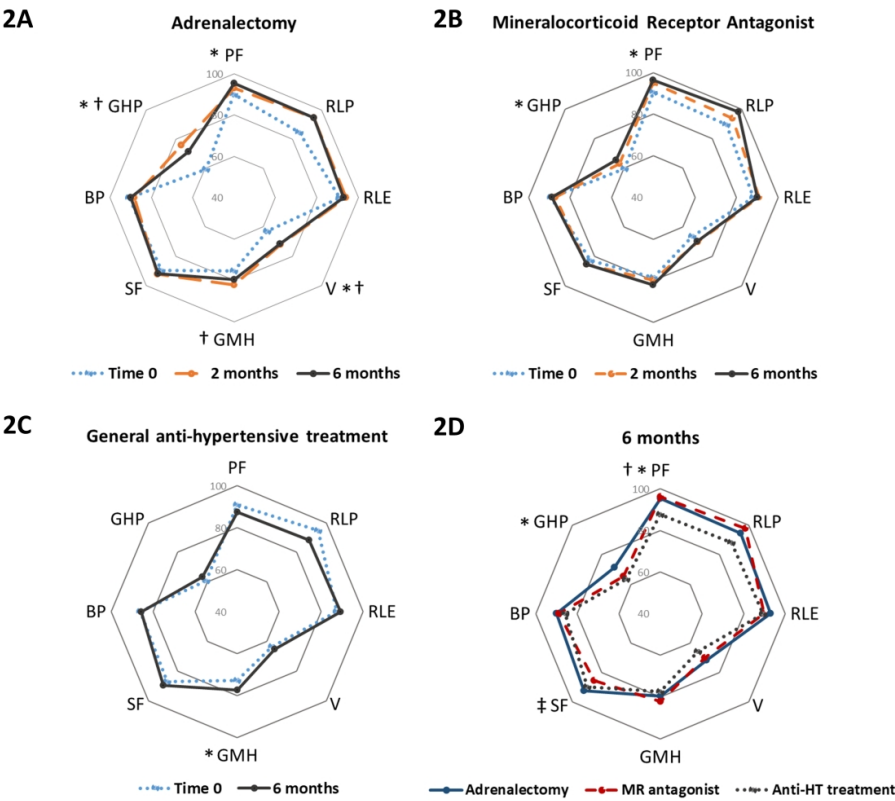 2A
Adrenalectomy
* PF
100
* † GHP
RLP
80
60
BP
40
RLE
SF
V * †
† GMH
Time 0 2 months 6 months
2B
Mineralocorticoid Receptor Antagonist
* PF
100
* GHP
RLP
80
60
BP
40
RLE
SF
V
GMH
Time 0 2 months 6 months
2C
General anti-hypertensive treatment
PF
100
GHP
RLP
80
60
BP
40
RLE
SF
V
* GMH
Time 0 6 months
2D
6 months
† * PF
100
* GHP
RLP
80
60
BP
40
RLE
‡ SF
V
GMH
Adrenalectomy MR antagonist Anti-HT treatment